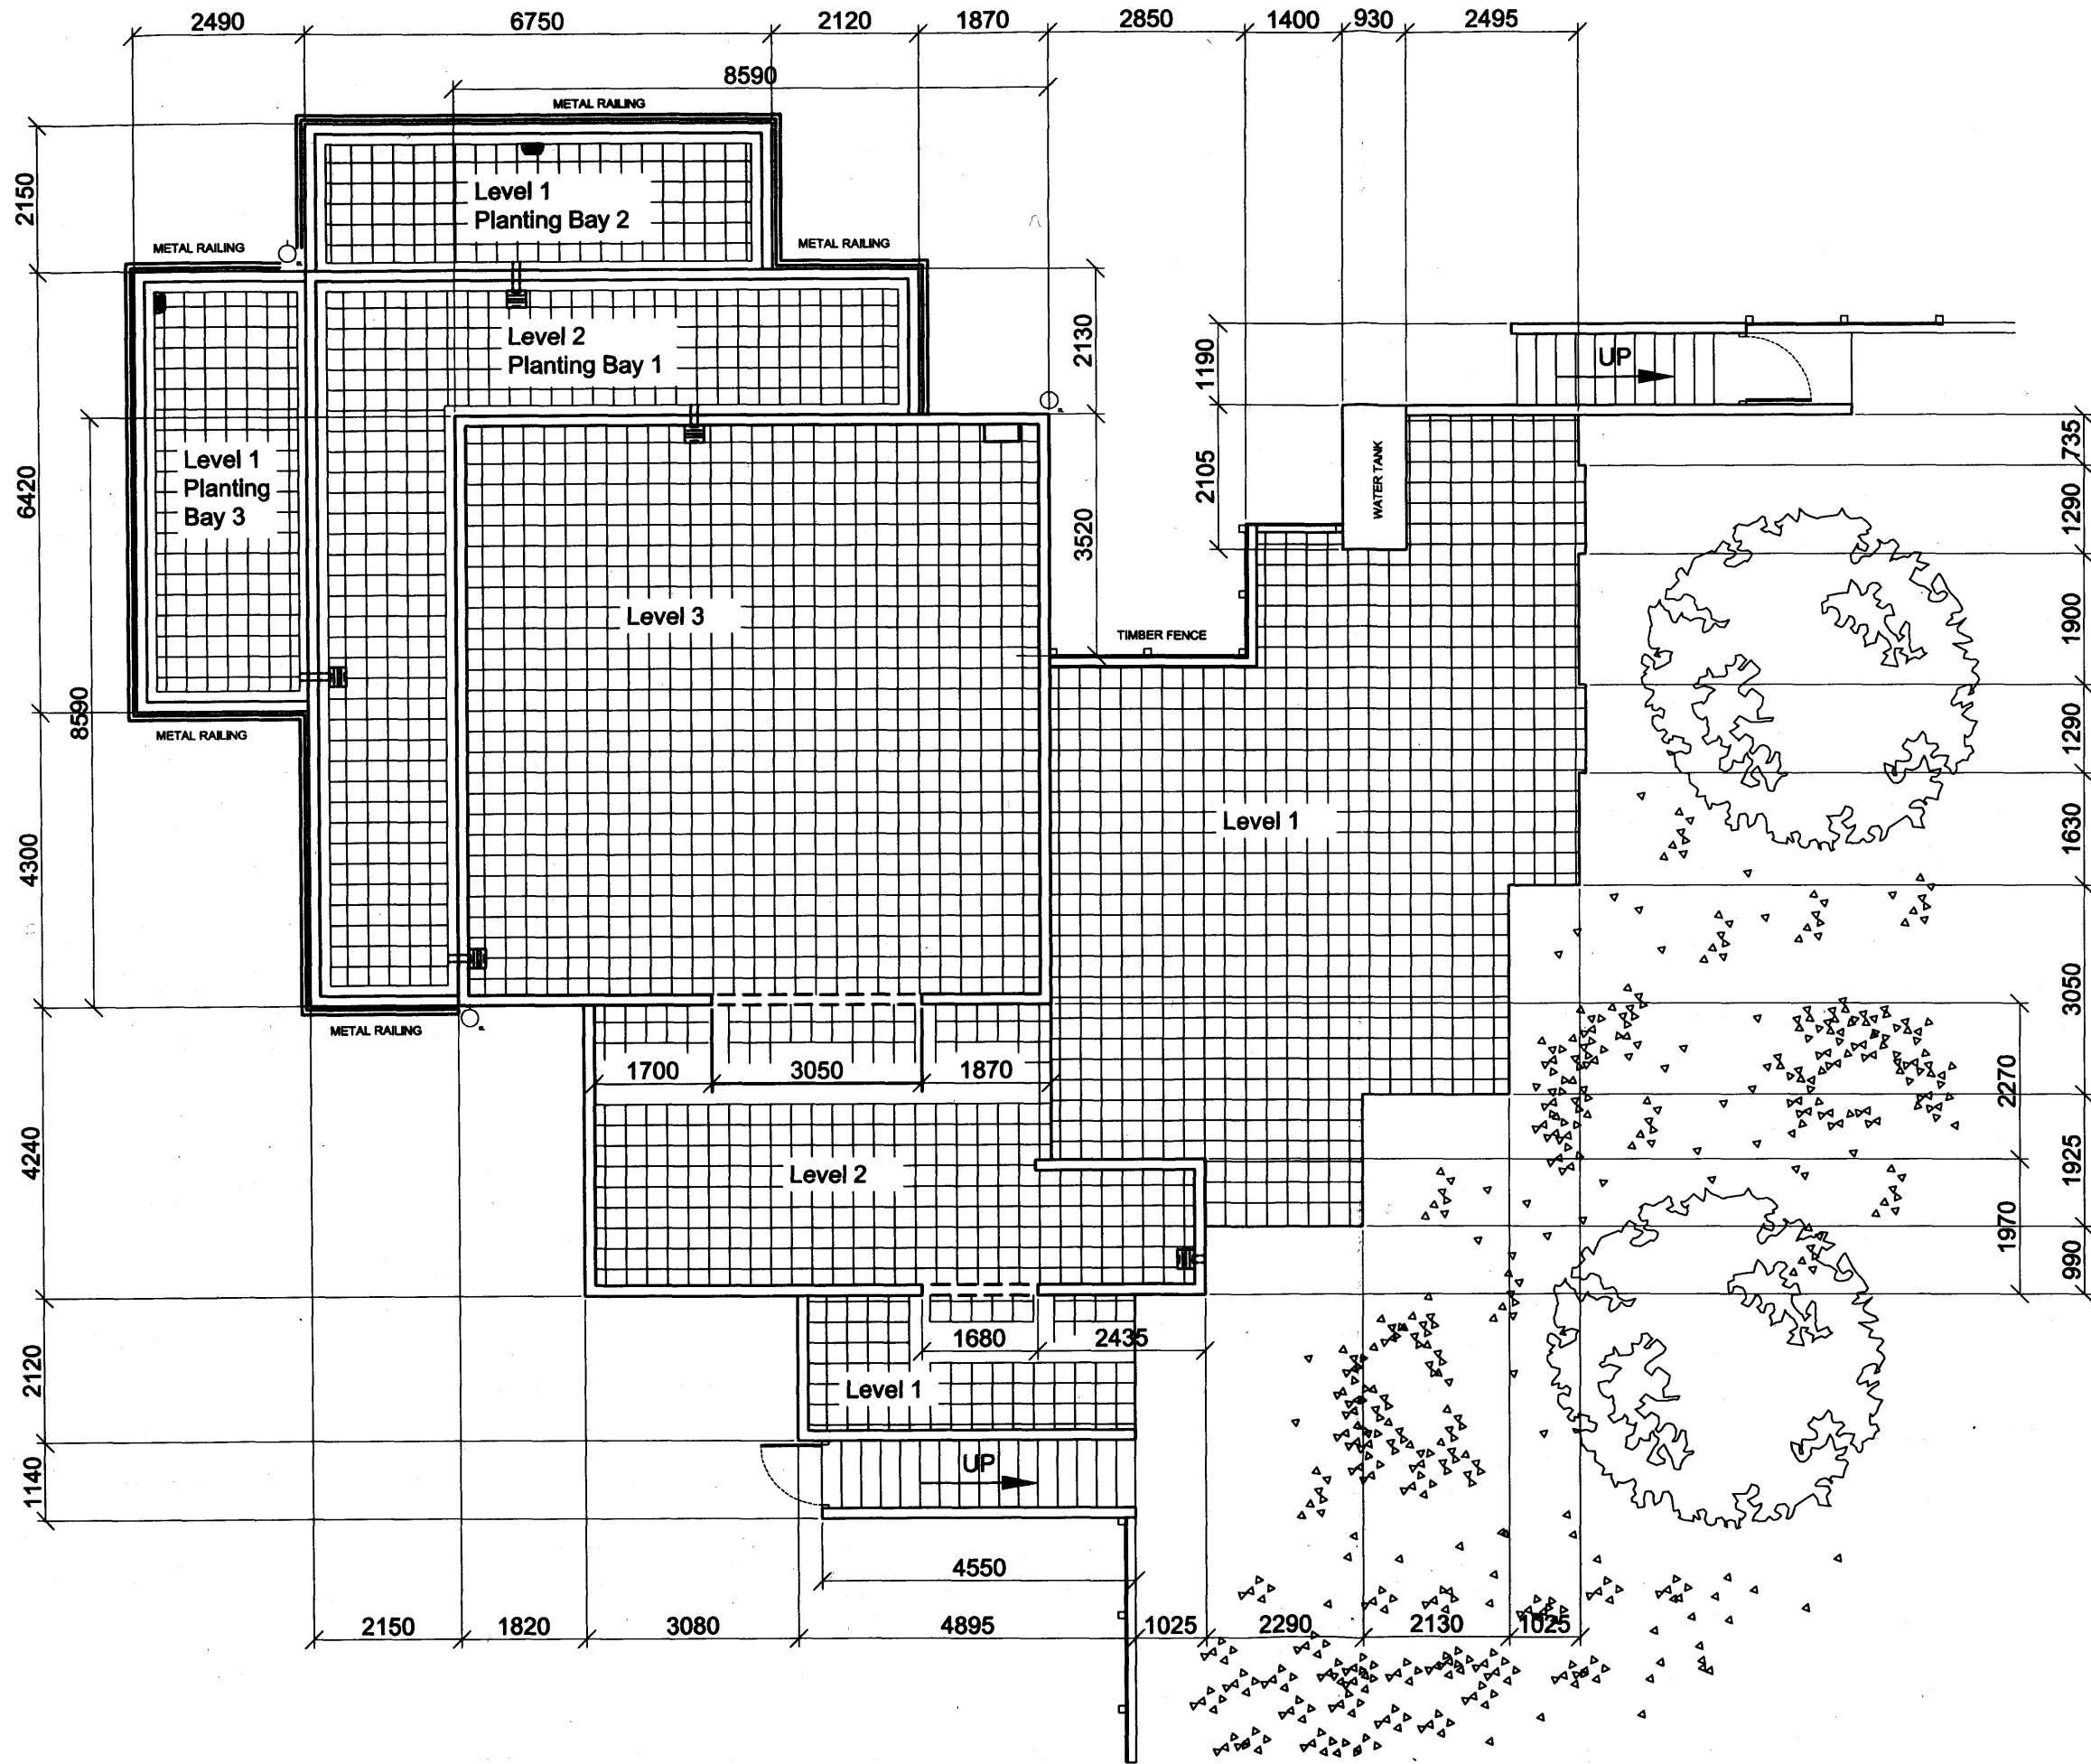 2490 6750 2120 1870 2850 1400 930 2495
8590
METAL RAILING
2150
Level 1
Planting Bay 2
METAL RAILING
METAL RAILING
Level 2
Planting Bay 1
2130
1190
UP
6420
Level 1
Planting
Bay 3
2105
WATER TANK
735
1290
3520
Level 3
TIMBER FENCE
1900
8590
METAL RAILING
1290
Level 1
4300
1630
METAL RAILING
3050
1700 3050 1870
2270
4240
Level 2
1925
1970
990
1680 2435
2120
Level 1
UP
1140
4550
2150 1820 3080 4895 1025 2290 2130 1025